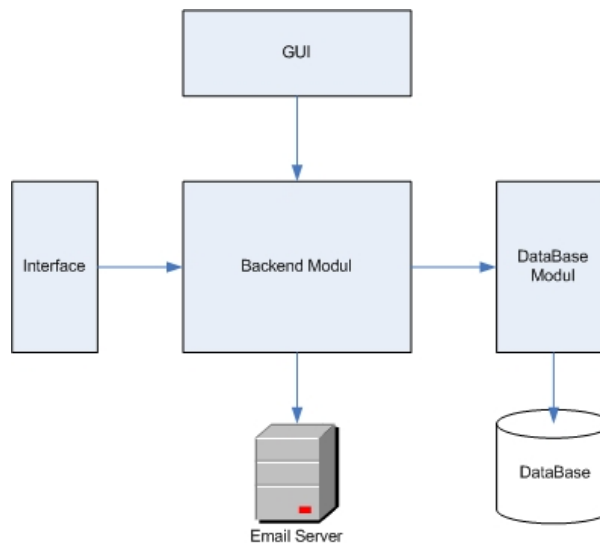 GUI
Interface
Backend Modul
DataBase
Modul
Email Server
DataBase